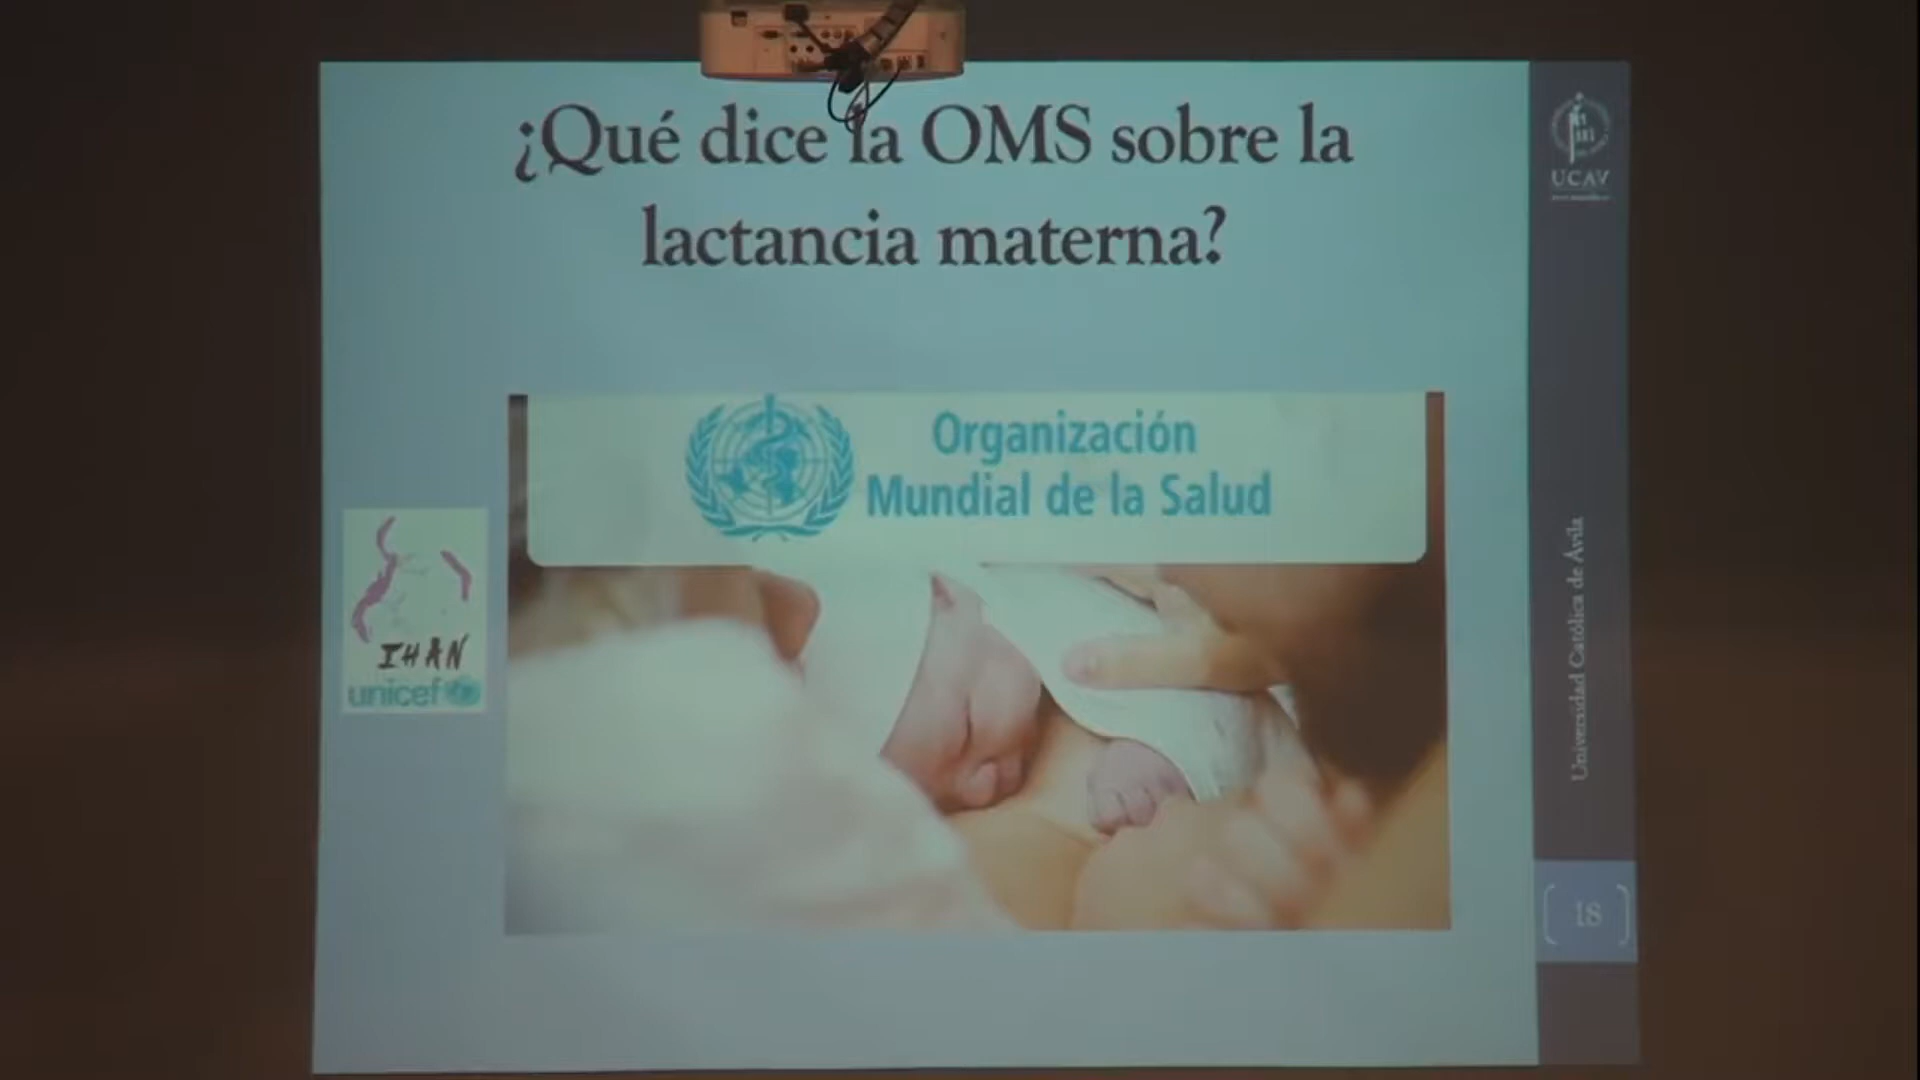 ¿Qué dice la OMS sobre la
lactancia materna?
Organización
Mundial de la Salud
IHAN
unicef
UCAV
Universidad Católica de Ávila
18